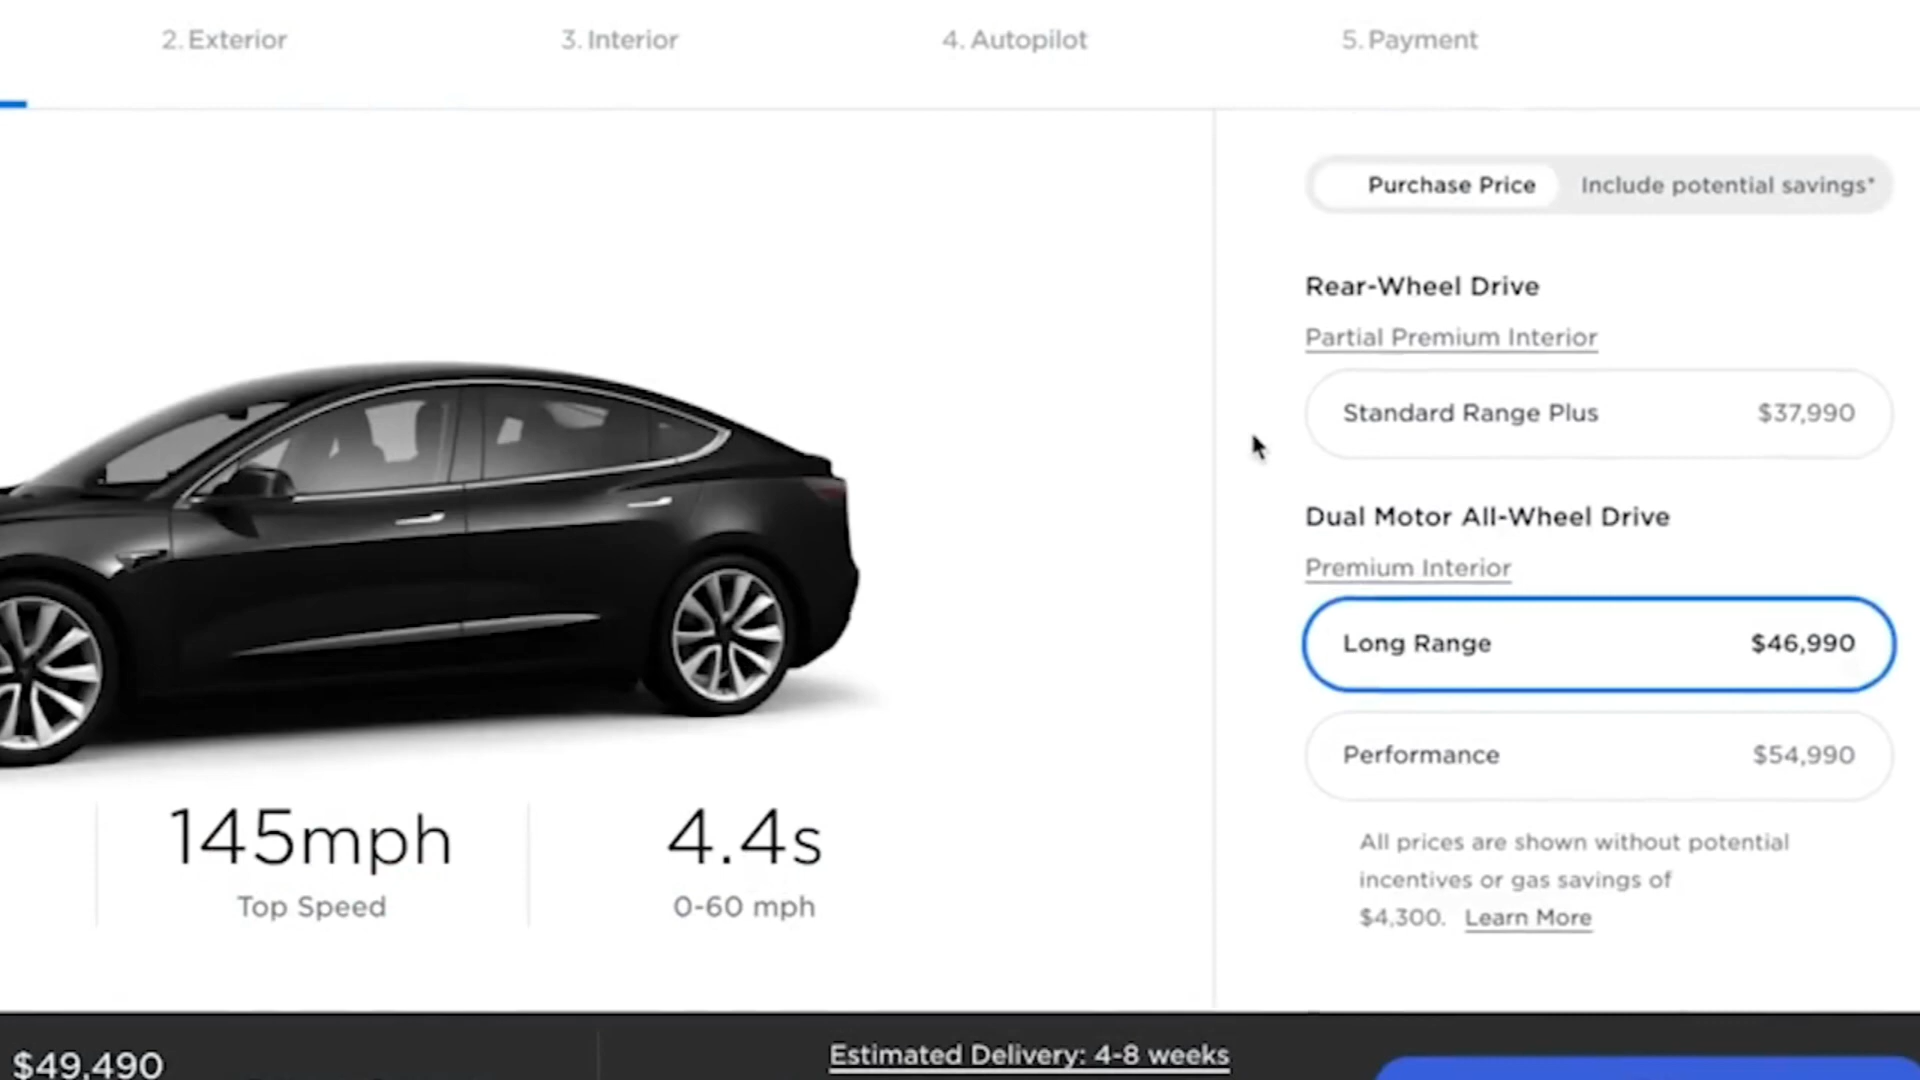 2. Exterior
3. Interior
4. Autopilot
5. Payment
Purchase Price
Include potential savings*
Rear-Wheel Drive
Partial Premium Interior
Standard Range Plus $37,990
Dual Motor All-Wheel Drive
Premium Interior
Long Range $46,990
Performance $54,990
All prices are shown without potential
incentives or gas savings of
$4,300. Learn More
145mph
Top Speed
4.4s
0-60 mph
$49,490
Estimated Delivery: 4-8 weeks